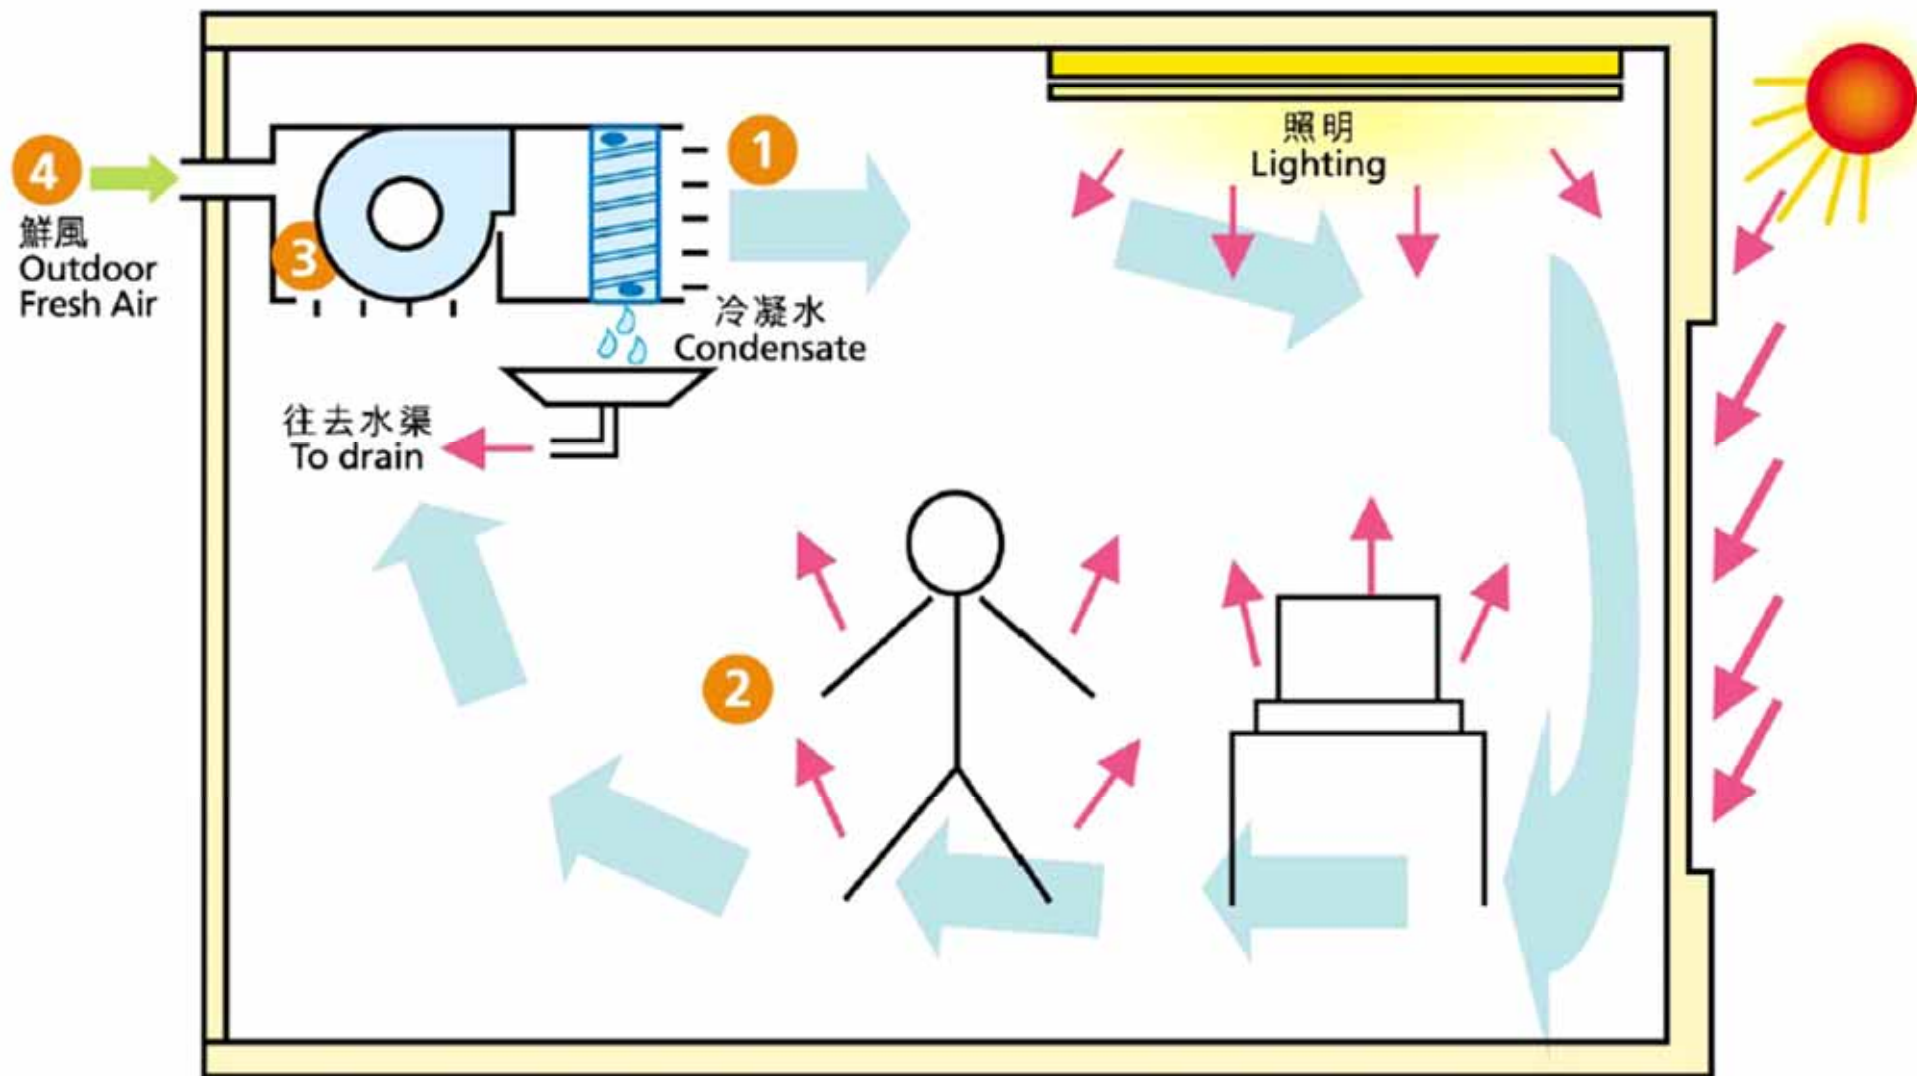 4
鮮風
Outdoor
Fresh Air
3
1
照明
Lighting
冷凝水
Condensate
往去水渠
To drain
2